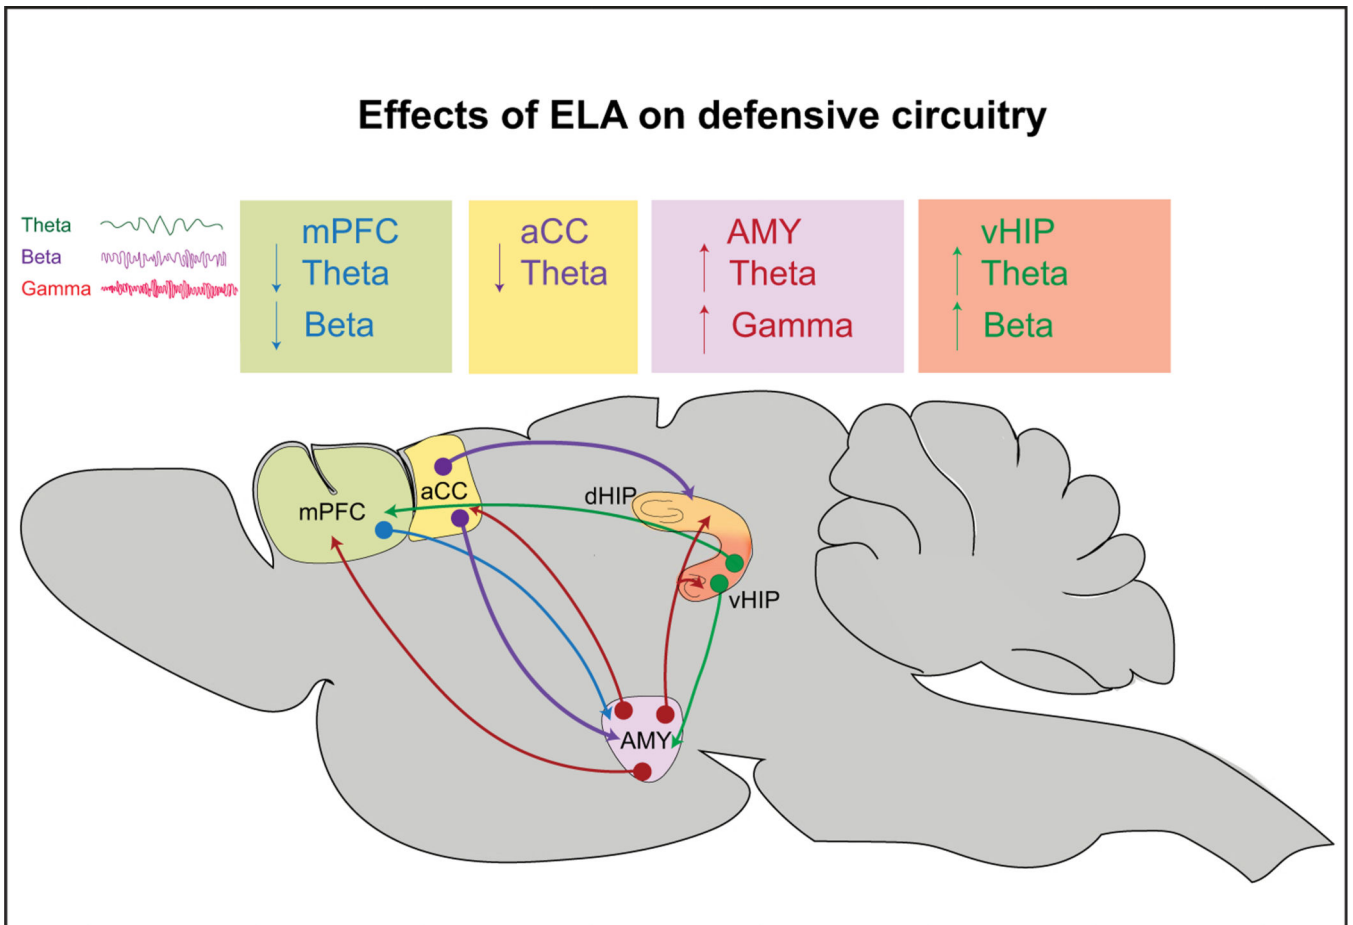 Effects of ELA on defensive circuitry
Theta
Beta
Gamma
mPFC
Theta
Beta
aCC
Theta
AMY
Theta
Gamma
vHIP
Theta
Beta
mPFC
aCC
dHIP
vHIP
AMY